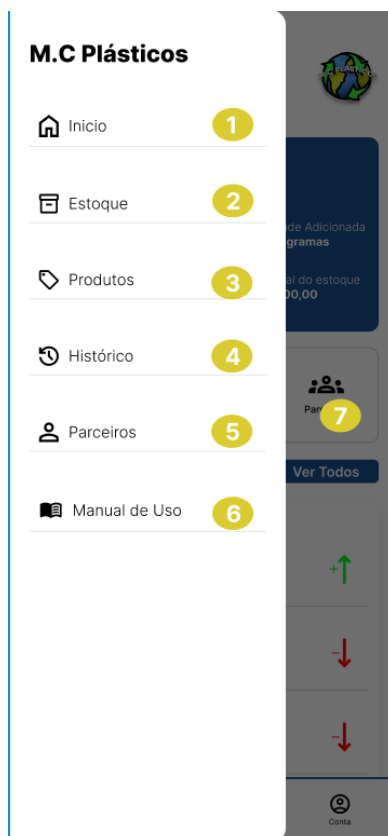 M.C Plásticos
Inicio 1
Estoque 2
Produtos 3
Histórico 4
Parceiros 5
Manual de Uso 6
de Adicionada
gramas
al do estoque
00,00
7
Ver Todos
Conta